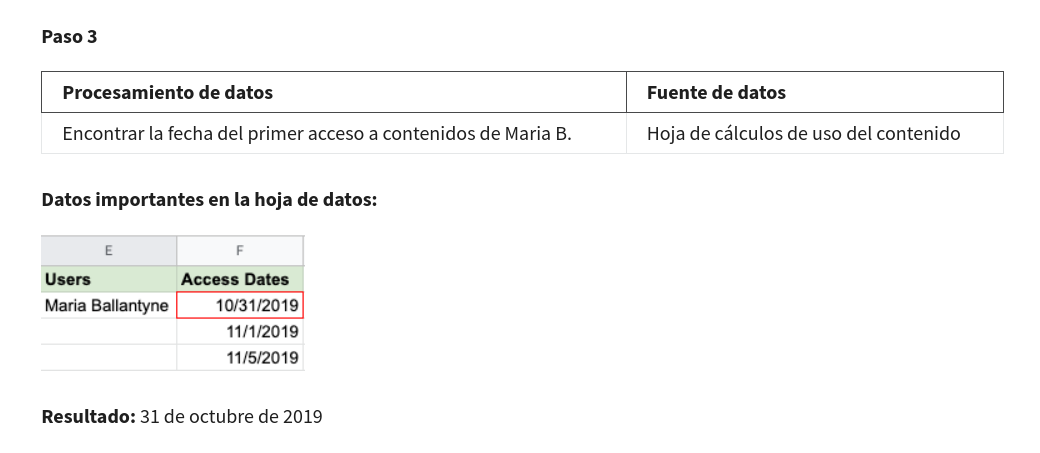 Paso 3
Procesamiento de datos Fuente de datos
Encontrar la fecha del primer acceso a contenidos de Maria B. Hoja de cálculos de uso del contenido
Datos importantes en la hoja de datos:
E F
Users Access Dates
Maria Ballantyne 10/31/2019
11/1/2019
11/5/2019
Resultado: 31 de octubre de 2019